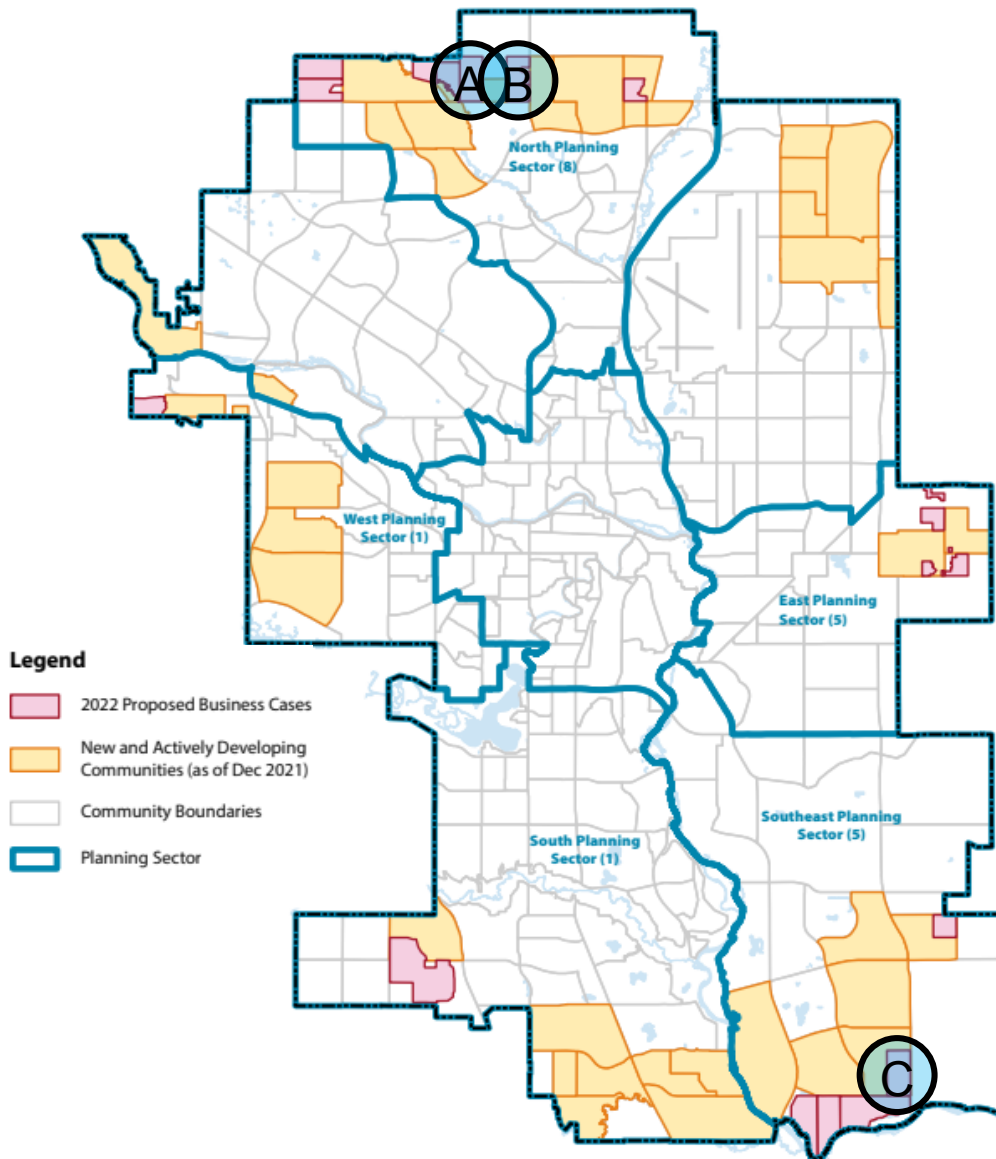 A B
North Planning
Sector (8)
West Planning
Sector (1)
East Planning
Sector (5)
Legend
2022 Proposed Business Cases
New and Actively Developing
Communities (as of Dec 2021)
Community Boundaries
Planning Sector
Southeast Planning
Sector (5)
South Planning
Sector (1)
C